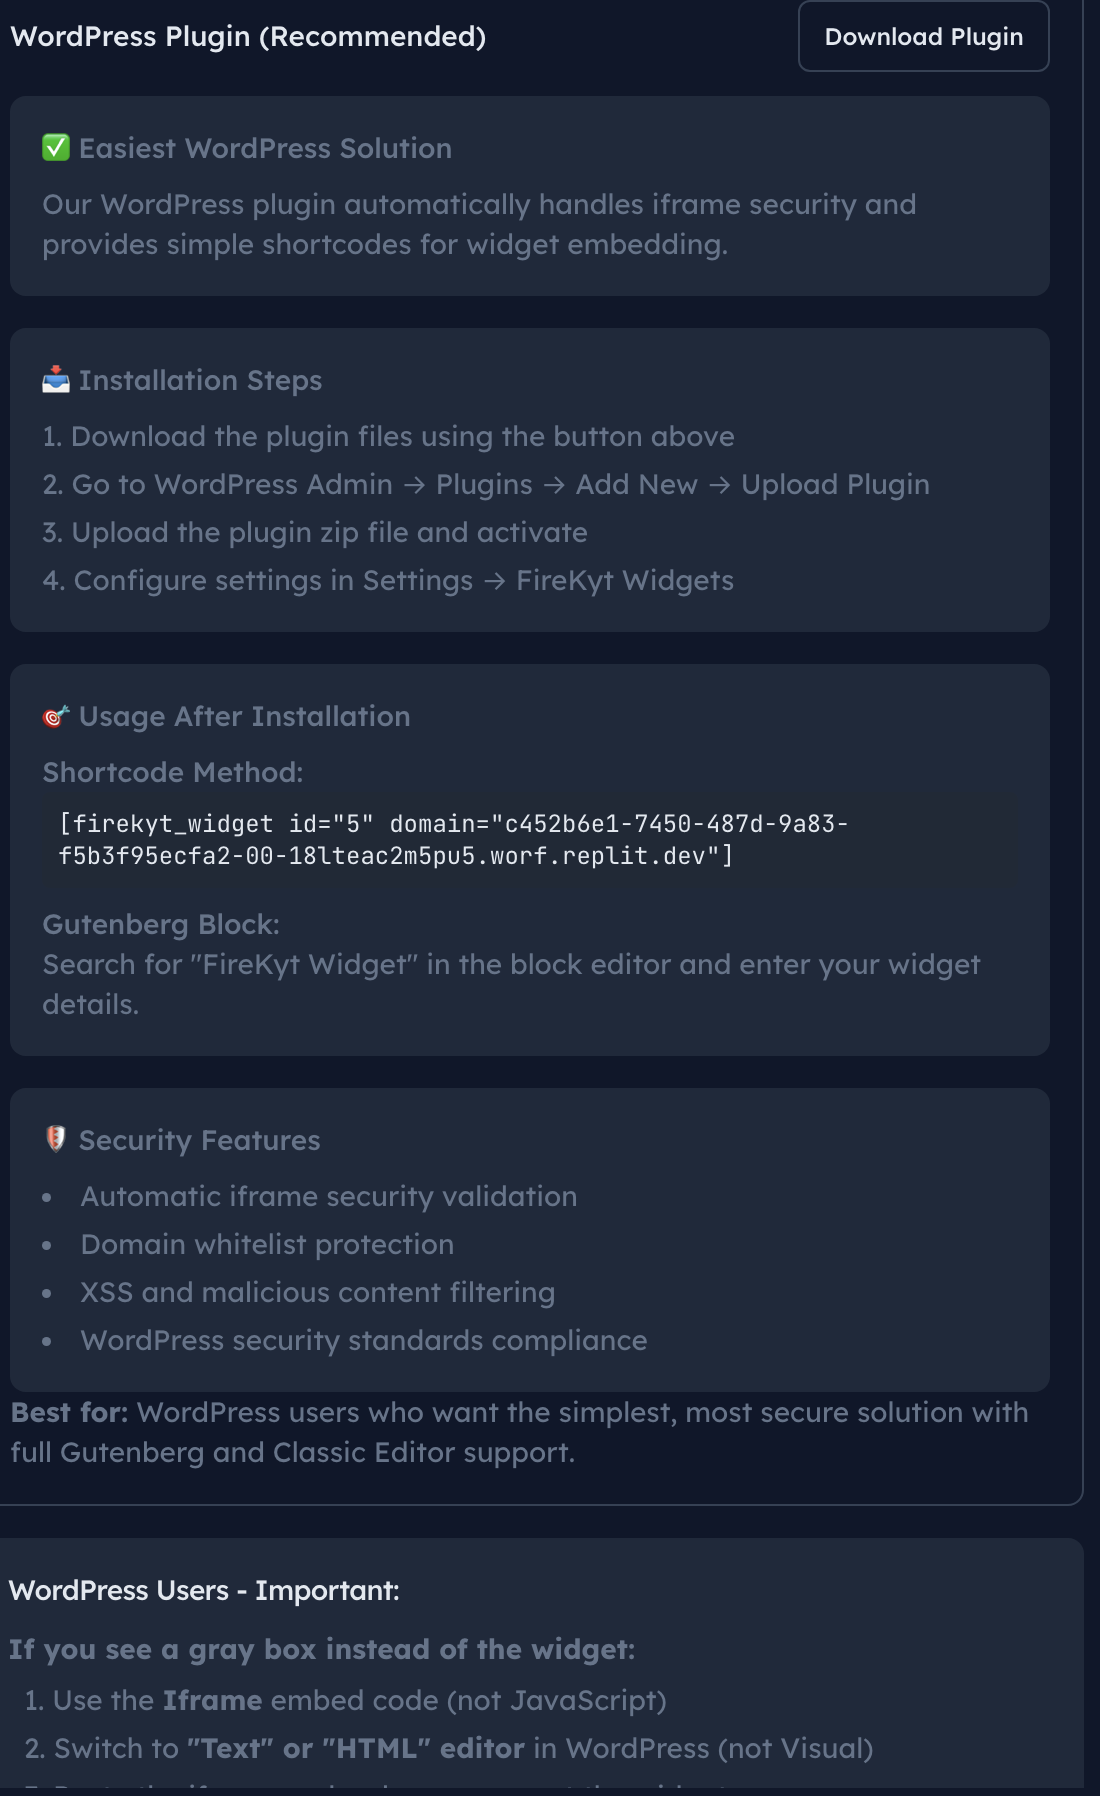 WordPress Plugin (Recommended)
Download Plugin
✅ Easiest WordPress Solution
Our WordPress plugin automatically handles iframe security and
provides simple shortcodes for widget embedding.
📥 Installation Steps
1. Download the plugin files using the button above
2. Go to WordPress Admin → Plugins → Add New → Upload Plugin
3. Upload the plugin zip file and activate
4. Configure settings in Settings → FireKyt Widgets
🎯 Usage After Installation
Shortcode Method:
[firekyt_widget id="5" domain="c452b6e1-7450-487d-9a83-
f5b3f95ecfa2-00-18lteac2m5pu5.worf.replit.dev"]
Gutenberg Block:
Search for "FireKyt Widget" in the block editor and enter your widget
details.
🛡️ Security Features
• Automatic iframe security validation
• Domain whitelist protection
• XSS and malicious content filtering
• WordPress security standards compliance
Best for: WordPress users who want the simplest, most secure solution with
full Gutenberg and Classic Editor support.
WordPress Users - Important:
If you see a gray box instead of the widget:
1. Use the Iframe embed code (not JavaScript)
2. Switch to "Text" or "HTML" editor in WordPress (not Visual)